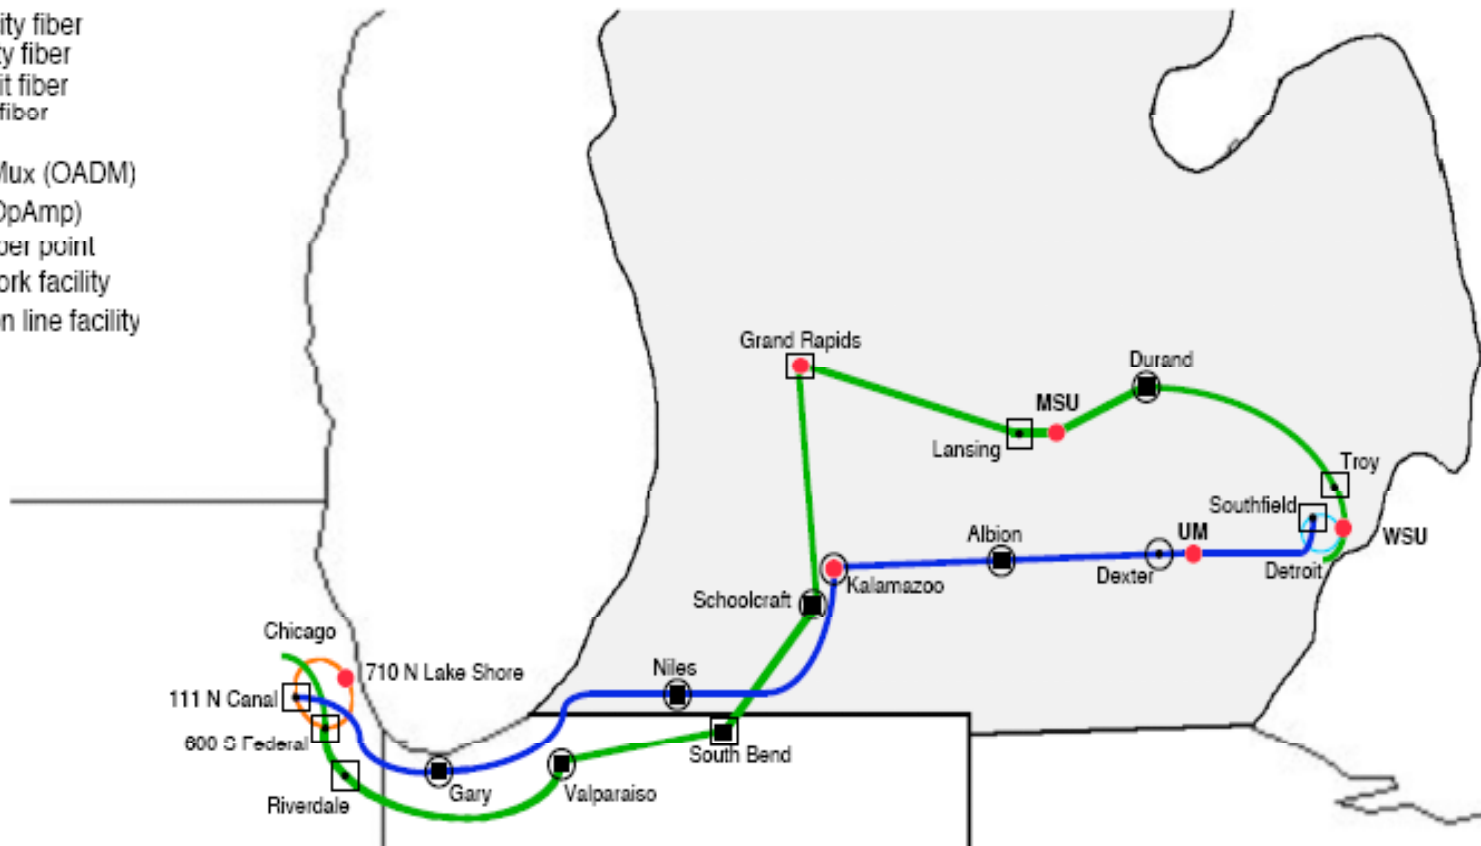 ity fiber
ty fiber
it fiber
fiber
Mux (OADM)
OpAmp)
ber point
ork facility
n line facility
Grand Rapids
Durand
MSU
Lansing
Troy
Southfield
WSU
UM
Albion
Dexter
Detroit
Kalamazoo
Schoolcraft
Chicago
Niles
710 N Lake Shore
111 N Canal
600 S Federal
South Bend
Gary
Valparaiso
Riverdale